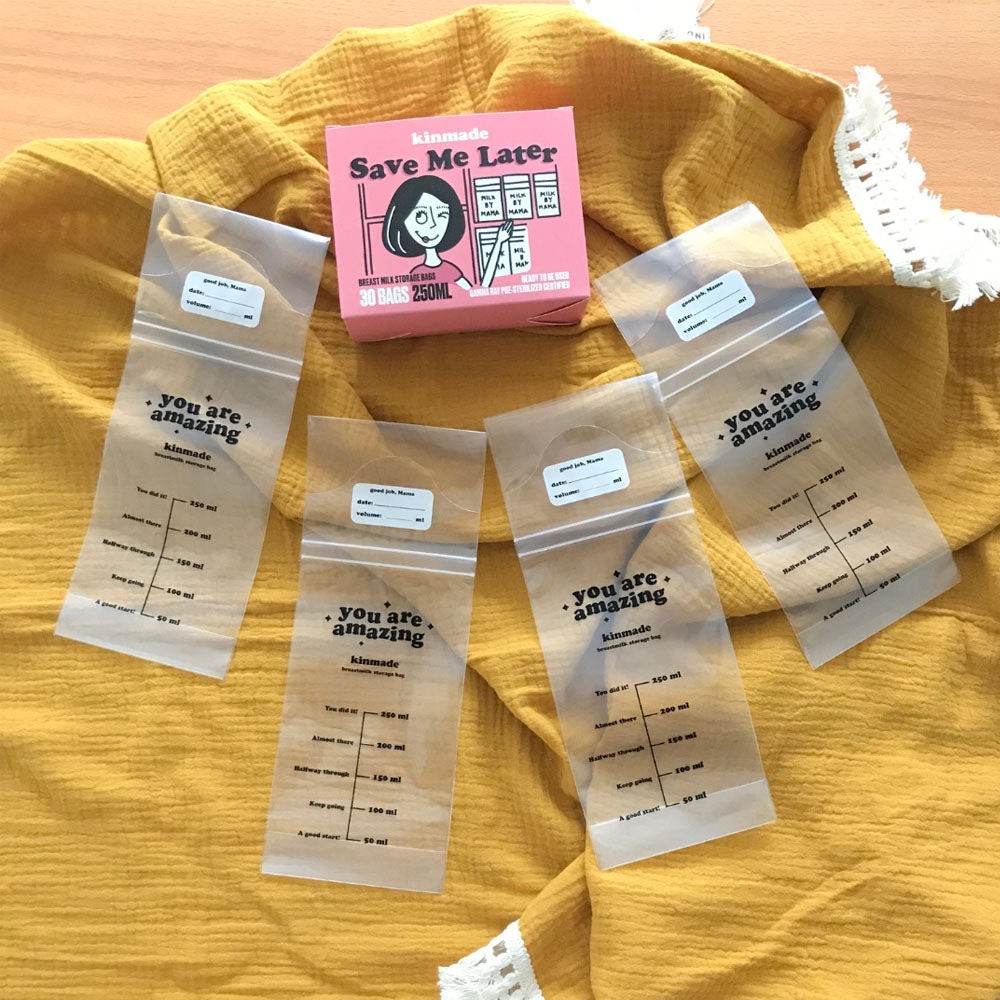 kinmade
Save Me Later
MILK BY MAMA
MILK BY MAMA
MILK BY MAMA
BREAST MILK STORAGE BAGS
30 BAGS 250ML
READY TO BE USED
GAMMA RAY PRE-STERILIZED CERTIFIED
good job, Mama
date:
volume: ml
you are
amazing
kinmade
breastmilk storage bag
You did it! 250 ml
Almost there 200 ml
Halfway through 150 ml
Keep going 100 ml
A good start! 50 ml
good job, Mama
date:
volume: ml
you are
amazing
kinmade
breastmilk storage bag
You did it! 250 ml
Almost there 200 ml
Halfway through 150 ml
Keep going 100 ml
A good start! 50 ml
good job, Mama
date:
volume: ml
you are
amazing
kinmade
breastmilk storage bag
You did it! 250 ml
Almost there 200 ml
Halfway through 150 ml
Keep going 100 ml
A good start! 50 ml
good job, Mama
date:
volume: ml
you are
amazing
kinmade
breastmilk storage bag
You did it! 250 ml
Almost there 200 ml
Halfway through 150 ml
Keep going 100 ml
A good start! 50 ml